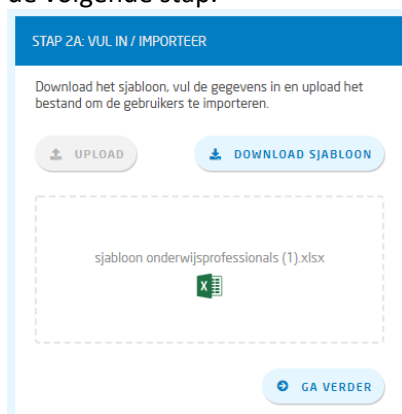 de volgende stap.
STAP 2A: VUL IN / IMPORTEER
Download het sjabloon, vul de gegevens in en upload het
bestand om de gebruikers te importeren.
UPLOAD
DOWNLOAD SJABLOON
sjabloon onderwijsprofessionals (1).xlsx
GA VERDER